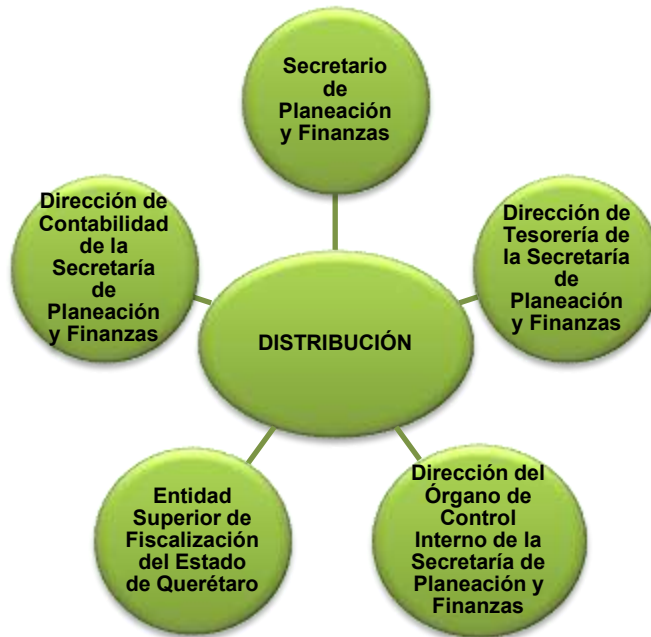 Secretario
de
Planeación
y Finanzas
Dirección de
Contabilidad
de la
Secretaría
de
Planeación
y Finanzas
Dirección de
Tesorería de
la Secretaría
de
Planeación
y Finanzas
DISTRIBUCIÓN
Entidad
Superior de
Fiscalización
del Estado
de Querétaro
Dirección del
Órgano de
Control
Interno de la
Secretaría de
Planeación y
Finanzas